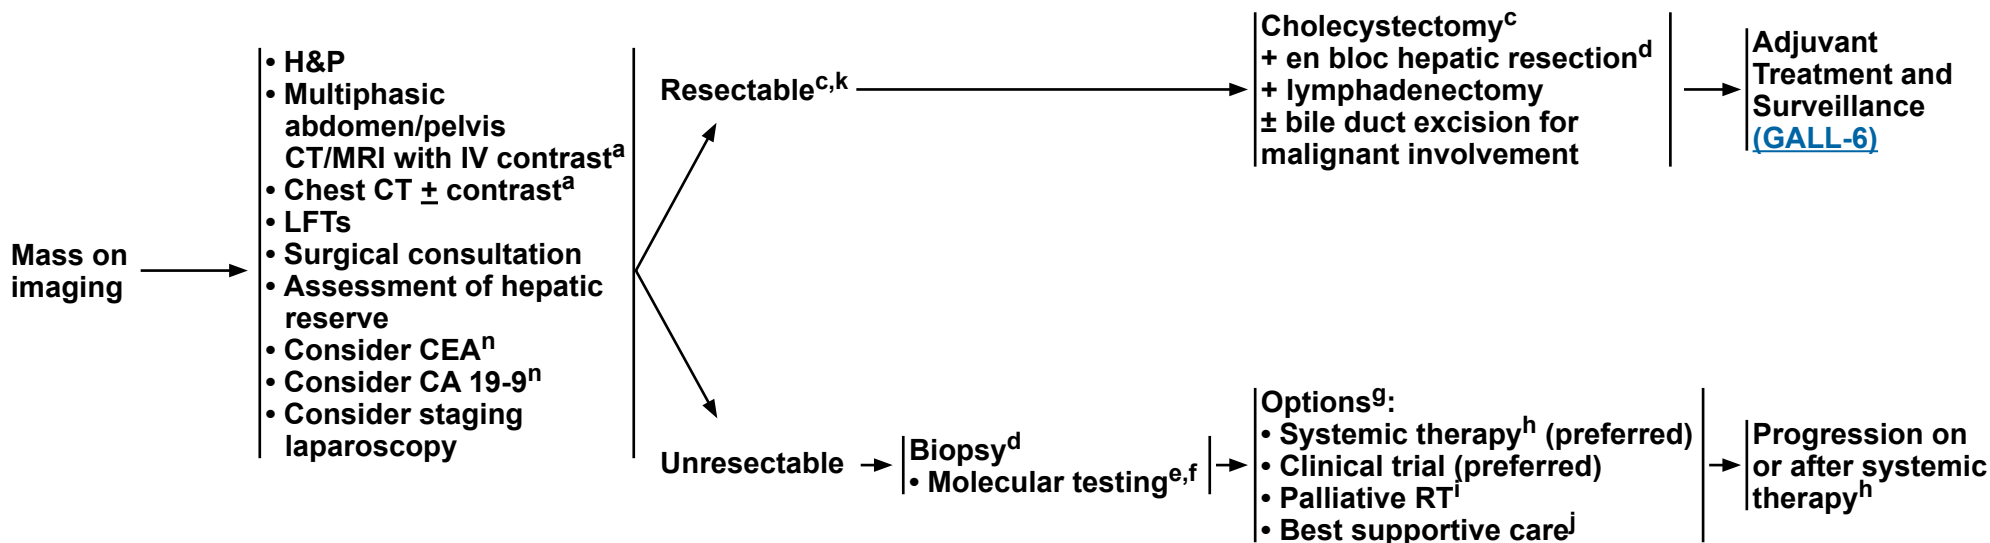 Mass on
imaging
• H&P
• Multiphasic
abdomen/pelvis
CT/MRI with IV contrasta
• Chest CT ± contrasta
• LFTs
• Surgical consultation
• Assessment of hepatic
reserve
• Consider CEAn
• Consider CA 19-9n
• Consider staging
laparoscopy
Resectablec,k
Cholecystectomyc
+ en bloc hepatic resectiond
+ lymphadenectomy
± bile duct excision for
malignant involvement
Adjuvant
Treatment and
Surveillance
(GALL-6)
Unresectable
Biopsyd
• Molecular testinge,f
Optionsg:
• Systemic therapyh (preferred)
• Clinical trial (preferred)
• Palliative RTi
• Best supportive carej
Progression on
or after systemic
therapyh